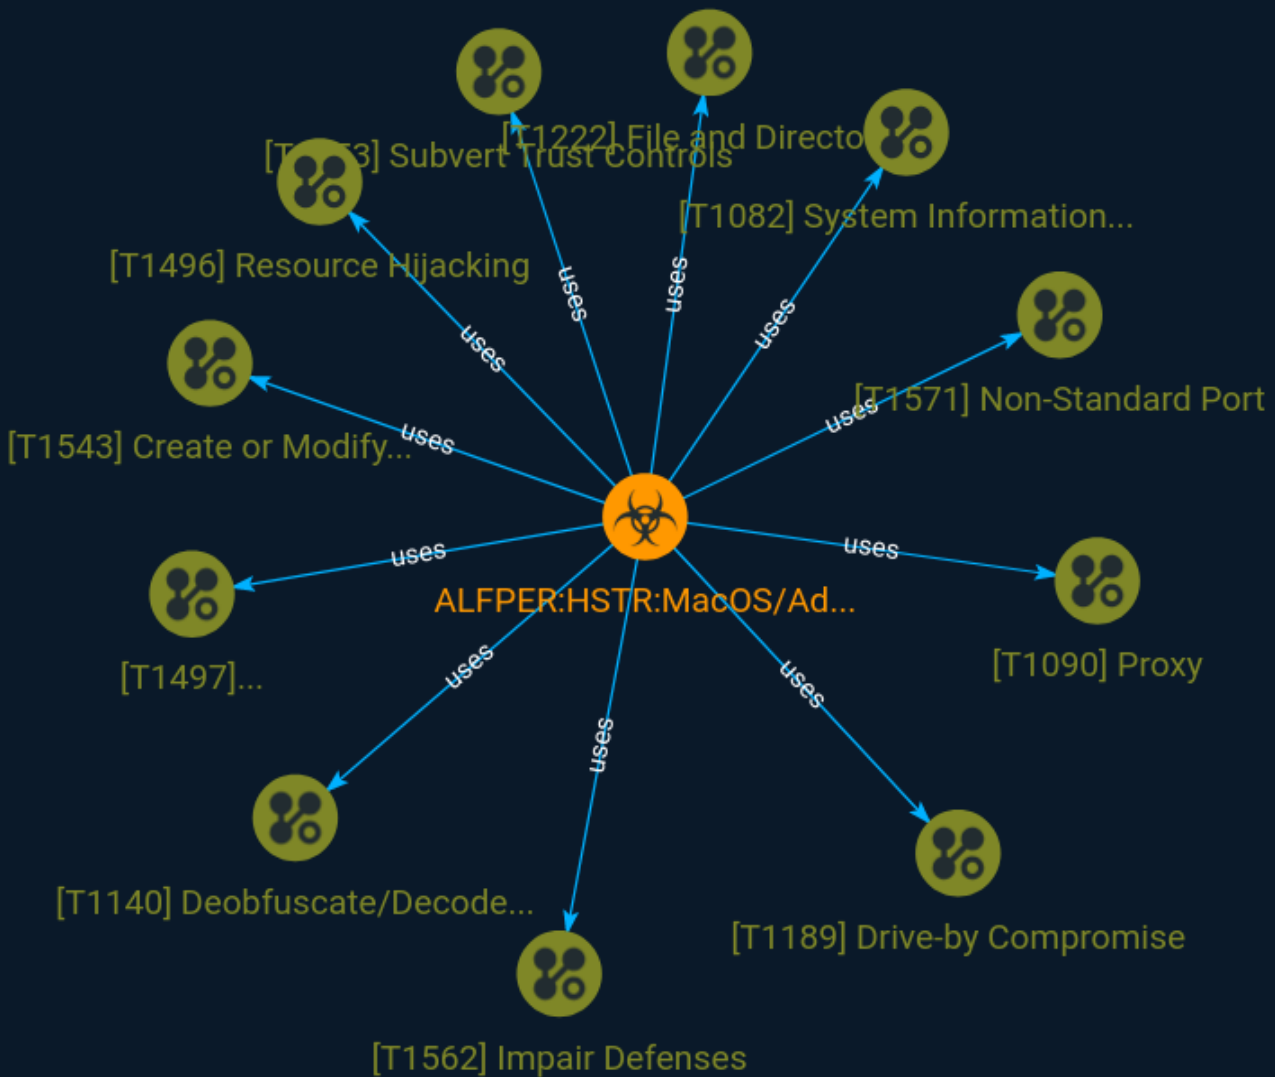 [T1222] File and Directo
3] Subvert Trust Controls
[T1082] System Information...
[T1496] Resource Hijacking
uses
uses
uses
uses
[T1571] Non-Standard Port
uses
[T1543] Create or Modify...
uses
uses
uses
ALFPER:HSTR:MacOS/Ad...
[T1090] Proxy
[T1497]...
uses
uses
uses
[T1140] Deobfuscate/Decode...
[T1189] Drive-by Compromise
[T1562] Impair Defenses